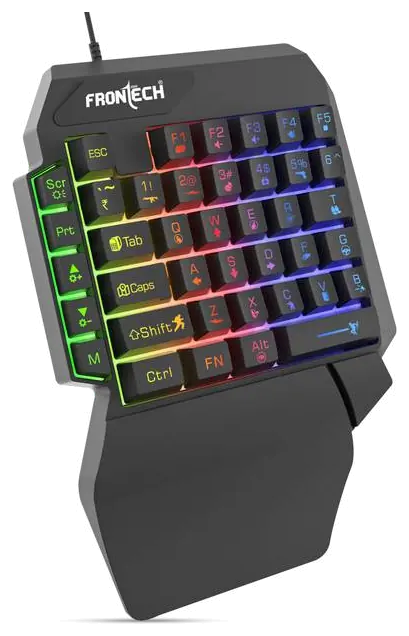 FRONTECH®
ESC F1 F2 F3 F4 F5
Scr ` ~ ₹ 1! 2@ 3# 4$ 5% 6^
Prt Tab Q W E R T
Caps A S D F G
Shift Z X C V B
M Ctrl FN Alt